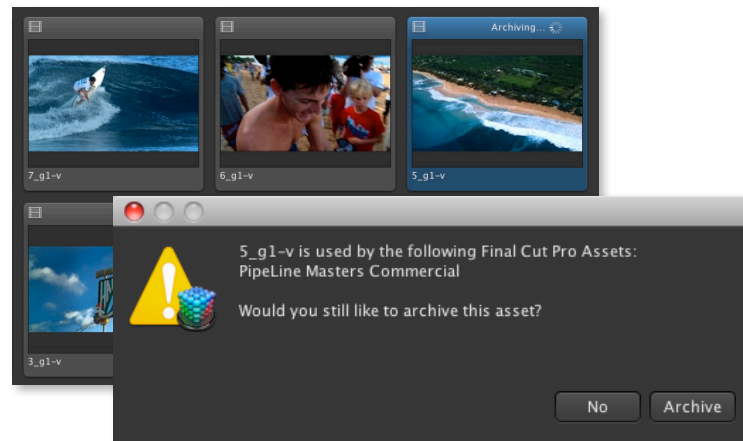 Archiving...
7_g1-v
6_g1-v
5_g1-v
3_g1-v
5_g1-v is used by the following Final Cut Pro Assets:
PipeLine Masters Commercial
Would you still like to archive this asset?
No
Archive